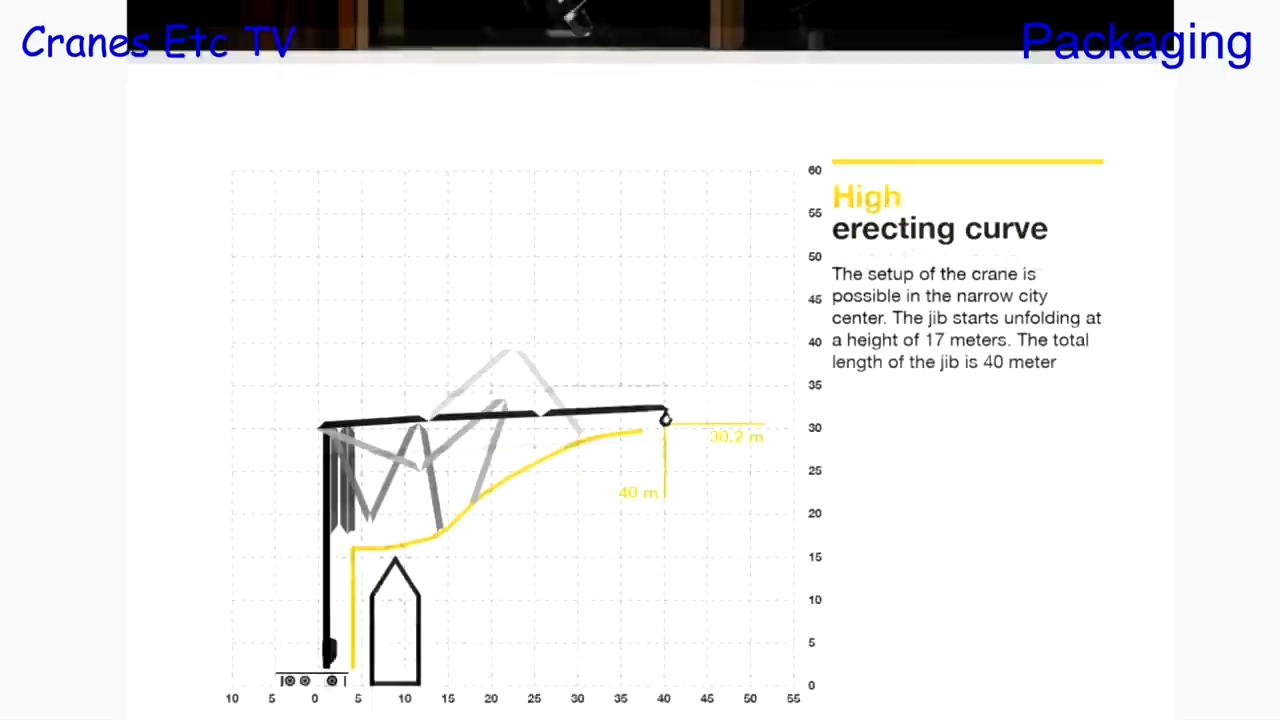 Cranes Etc TV
Packaging
High
erecting curve
The setup of the crane is
possible in the narrow city
center. The jib starts unfolding at
a height of 17 meters. The total
length of the jib is 40 meter
60
55
50
45
40
35
30
25
20
15
10
5
0
30.2 m
40 m
10 5 0 5 10 15 20 25 30 35 40 45 50 55